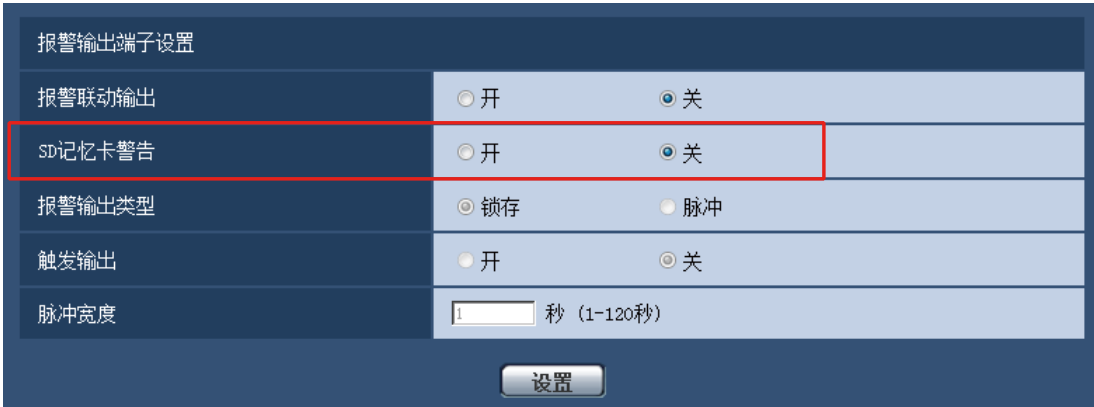 报警输出端子设置
报警联动输出 开 关
SD记忆卡警告 开 关
报警输出类型 锁存 脉冲
触发输出 开 关
脉冲宽度 1 秒 (1-120秒)
设置